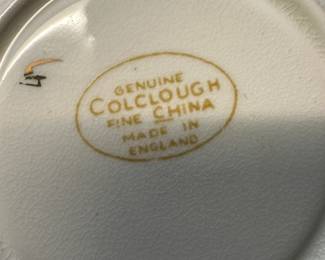 GENUINE
COLCLOUGH
FINE CHINA
MADE IN
ENGLAND